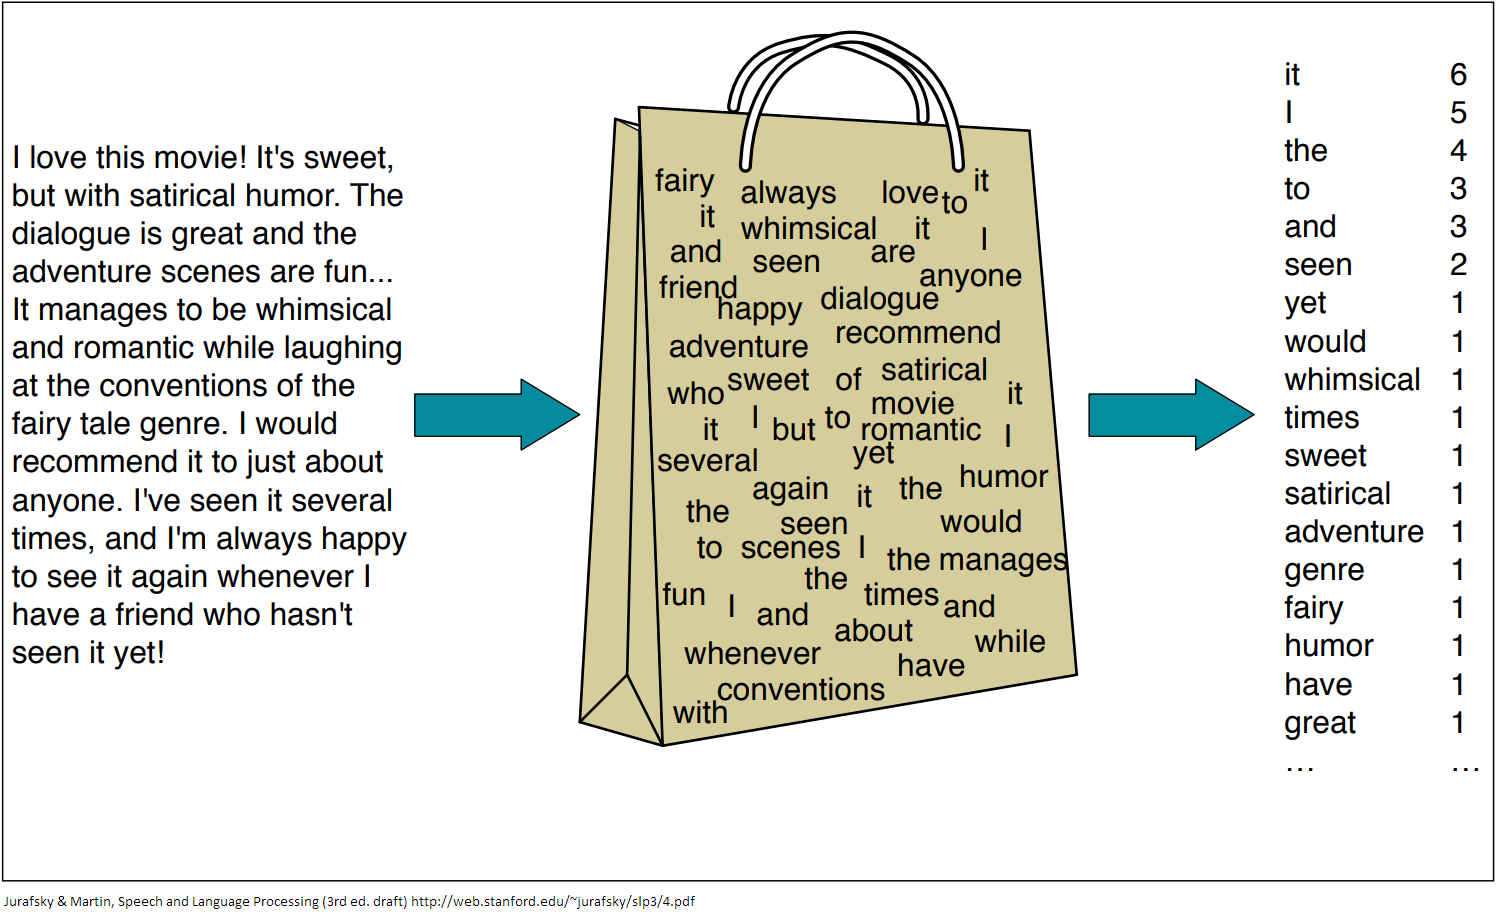 I love this movie! It's sweet,
but with satirical humor. The
dialogue is great and the
adventure scenes are fun...
It manages to be whimsical
and romantic while laughing
at the conventions of the
fairy tale genre. I would
recommend it to just about
anyone. I've seen it several
times, and I'm always happy
to see it again whenever I
have a friend who hasn't
seen it yet!
fairy always love to it
it whimsical it I
and seen are
anyone
friend happy dialogue
recommend
adventure
satirical
who sweet of it
movie
it I but to romantic I
several yet
again it the humor
the seen would
to scenes I the manages
the
fun I and times and
about while
whenever have
conventions
with
it 6
I 5
the 4
to 3
and 3
seen 2
yet 1
would 1
whimsical 1
times 1
sweet 1
satirical 1
adventure 1
genre 1
fairy 1
humor 1
have 1
great 1
... ...
Jurafsky & Martin, Speech and Language Processing (3rd ed. draft) http://web.stanford.edu/~jurafsky/slp3/4.pdf